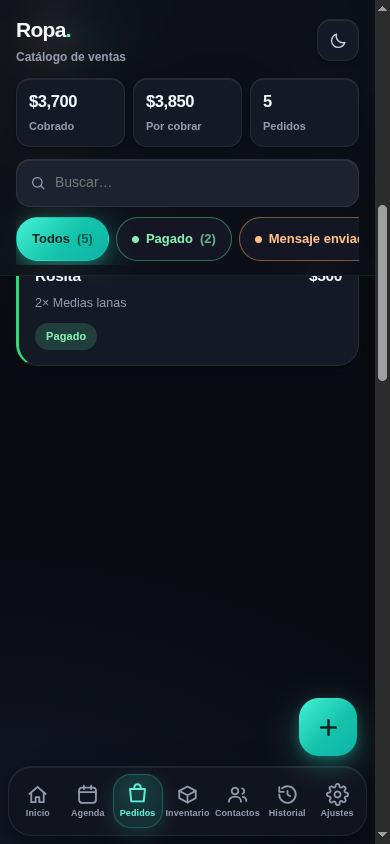 Ropa.
Catálogo de ventas
$3,700
Cobrado
$3,850
Por cobrar
5
Pedidos
Buscar…
Todos (5)
Pagado (2)
Mensaje enviad
Rosita
$500
2× Medias lanas
Pagado
Inicio
Agenda
Pedidos
Inventario
Contactos
Historial
Ajustes